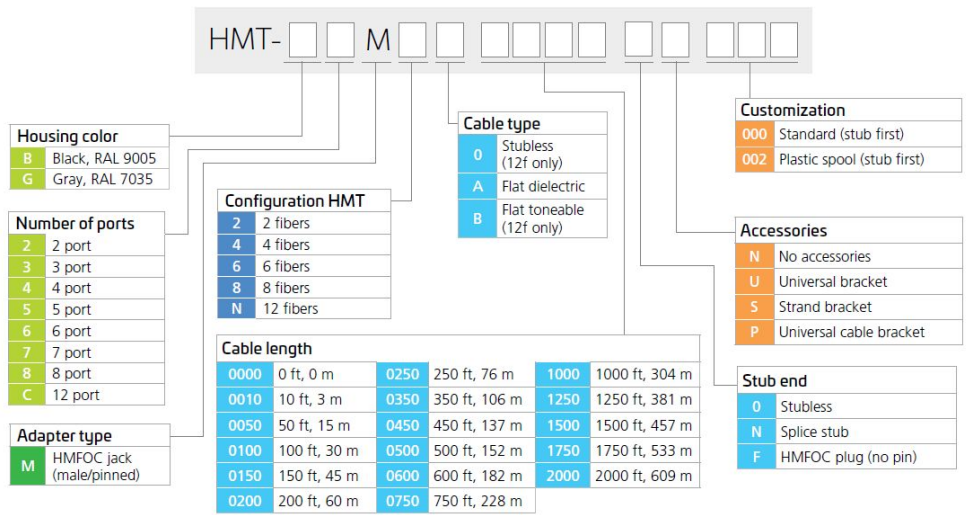 HMT- M
Housing color
B Black, RAL 9005
G Gray, RAL 7035
Number of ports
2 2 port
3 3 port
4 4 port
5 5 port
6 6 port
7 7 port
8 8 port
C 12 port
Adapter type
M HMFOC jack
(male/pinned)
Configuration HMT
2 2 fibers
4 4 fibers
6 6 fibers
8 8 fibers
N 12 fibers
Cable type
0 Stubless
(12f only)
A Flat dielectric
B Flat toneable
(12f only)
Cable length
0000 0 ft, 0 m 0250 250 ft, 76 m 1000 1000 ft, 304 m
0010 10 ft, 3 m 0350 350 ft, 106 m 1250 1250 ft, 381 m
0050 50 ft, 15 m 0450 450 ft, 137 m 1500 1500 ft, 457 m
0100 100 ft, 30 m 0500 500 ft, 152 m 1750 1750 ft, 533 m
0150 150 ft, 45 m 0600 600 ft, 182 m 2000 2000 ft, 609 m
0200 200 ft, 60 m 0750 750 ft, 228 m
Customization
000 Standard (stub first)
002 Plastic spool (stub first)
Accessories
N No accessories
U Universal bracket
S Strand bracket
P Universal cable bracket
Stub end
0 Stubless
N Splice stub
F HMFOC plug (no pin)